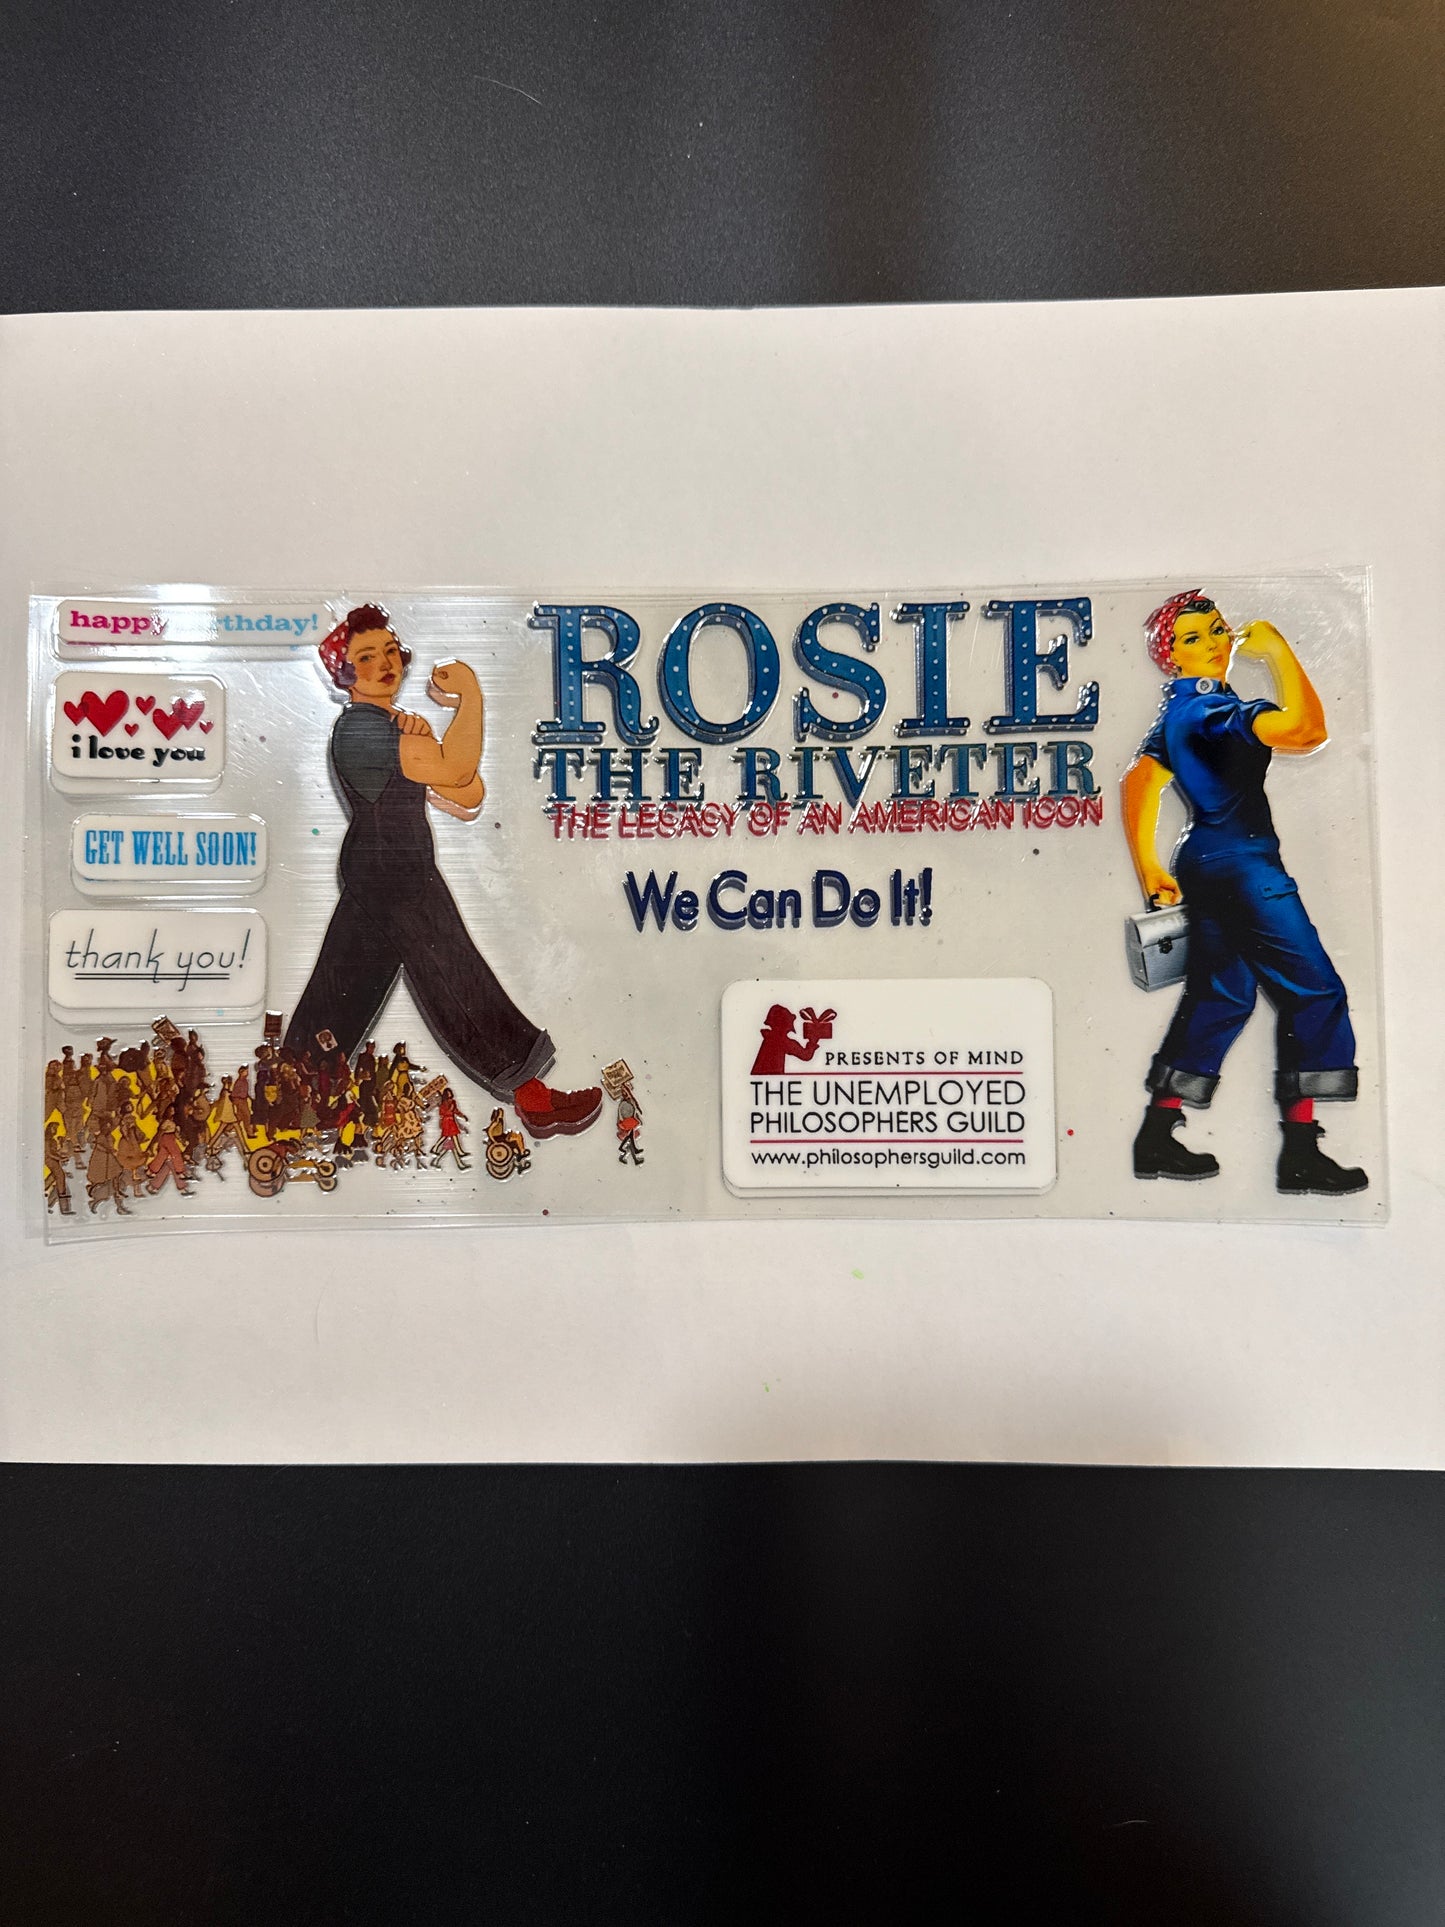 happy
thday!
i love you
GET WELL SOON!
thank you!
ROSIE
THE RIVETER
THE LEGACY OF AN AMERICAN ICON
We Can Do It!
PRESENTS OF MIND
THE UNEMPLOYED
PHILOSOPHERS GUILD
www.philosophersguild.com